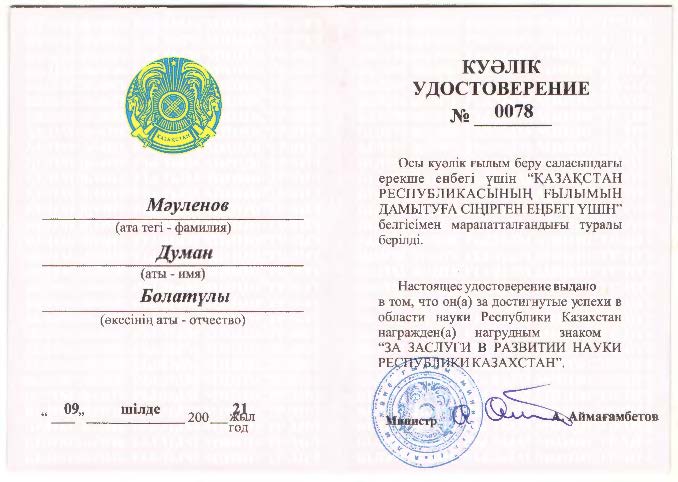 ҚАЗАҚСТАН
Мәуленов
(ата тегі - фамилия)
Думан
(аты - имя)
Болатұлы
(әкесінің аты - отчество)
“ 09„ шілде 200 21 жыл
год
КУӘЛІК
УДОСТОВЕРЕНИЕ
№ 0078
Осы куәлік ғылым беру саласындағы
ерекше еңбегі үшін “ҚАЗАҚСТАН
РЕСПУБЛИКАСЫНЫҢ ҒЫЛЫМЫН
ДАМЫТУҒА СІҢІРГЕН ЕҢБЕГІ ҮШІН”
белгісімен марапатталғандығы туралы
берілді.
Настоящее удостоверение выдано
в том, что он(а) за достигнутые успехи в
области науки Республики Казахстан
награжден(а) нагрудным знаком
“ЗА ЗАСЛУГИ В РАЗВИТИИ НАУКИ
РЕСПУБЛИКИ КАЗАХСТАН”.
Министр А. Аймағамбетов